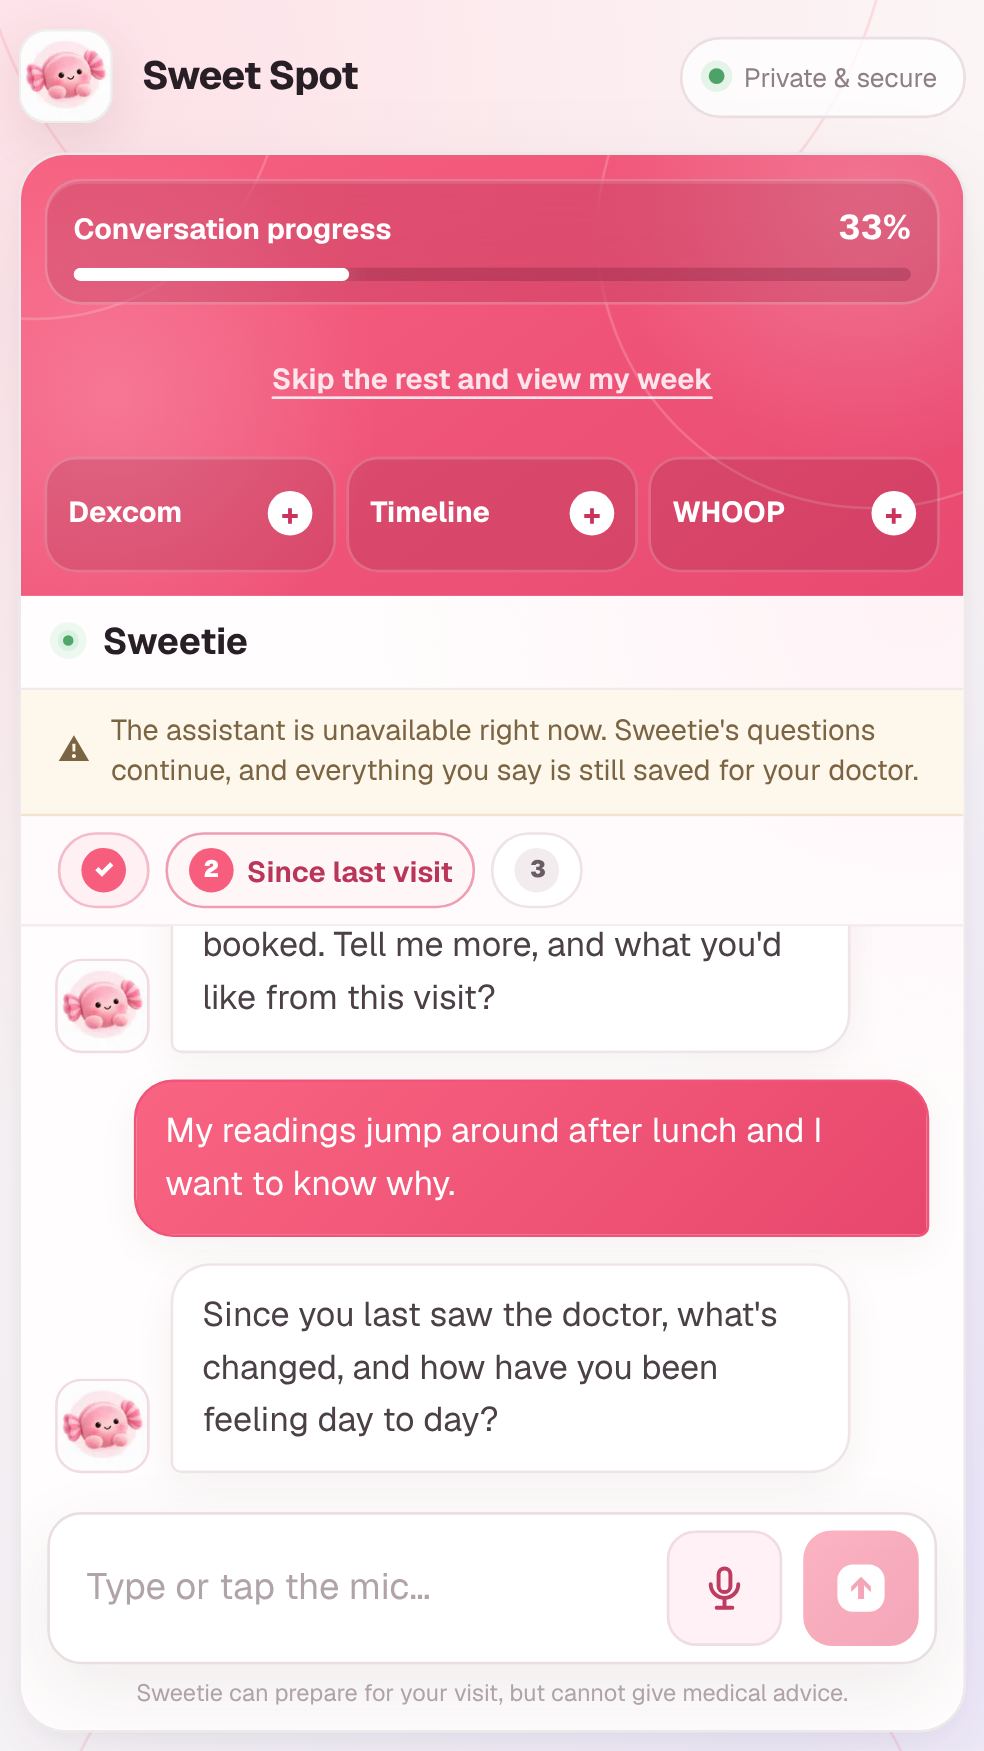 Sweet Spot
Private & secure
Conversation progress
33%
Skip the rest and view my week
Dexcom +
Timeline +
WHOOP +
Sweetie
The assistant is unavailable right now. Sweetie's questions
continue, and everything you say is still saved for your doctor.
2 Since last visit
3
booked. Tell me more, and what you'd
like from this visit?
My readings jump around after lunch and I
want to know why.
Since you last saw the doctor, what's
changed, and how have you been
feeling day to day?
Type or tap the mic...
Sweetie can prepare for your visit, but cannot give medical advice.